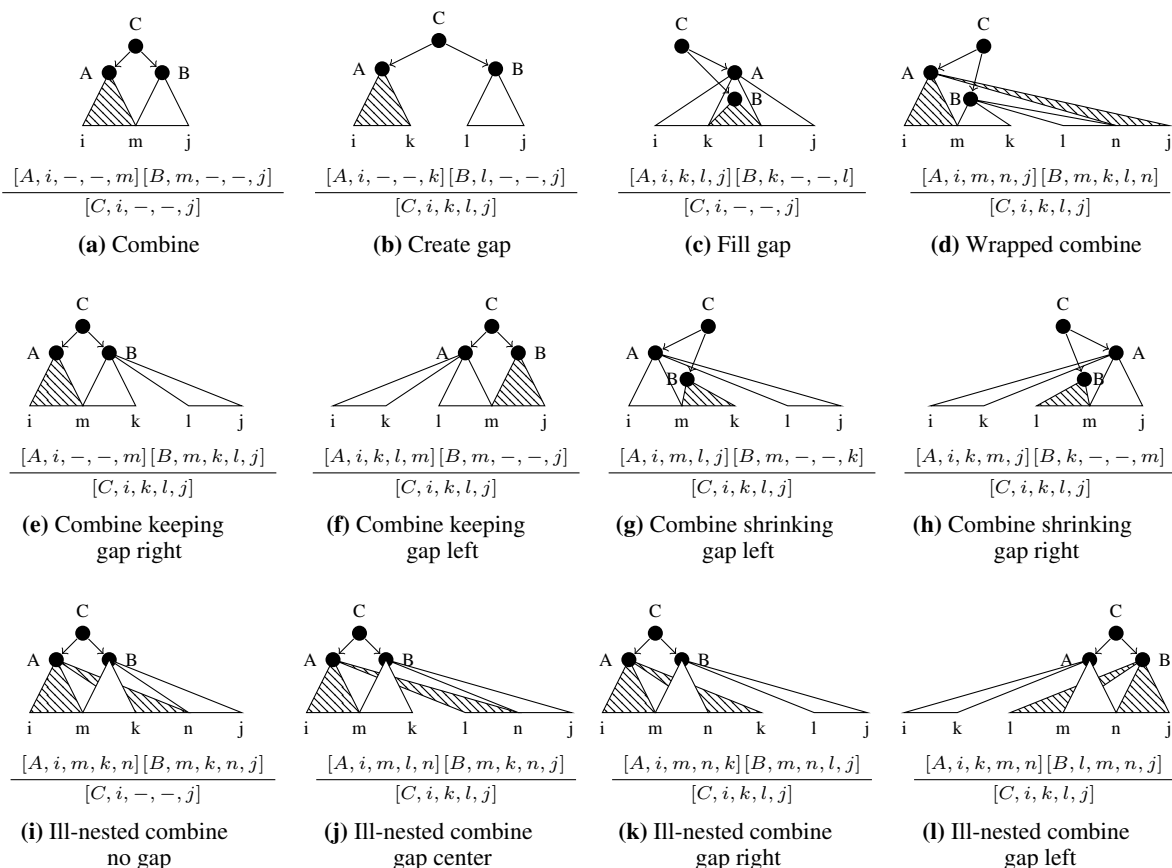 C
C
C
C
A
B
A
B
A
B
A
B
i m j
i k l j
i k l j
i m k l n j
[A, i, −, −, m] [B, m, −, −, j]
[C, i, −, −, j]
[A, i, −, −, k] [B, l, −, −, j]
[C, i, k, l, j]
[A, i, k, l, j] [B, k, −, −, l]
[C, i, −, −, j]
[A, i, m, n, j] [B, m, k, l, n]
[C, i, k, l, j]
(a) Combine
(b) Create gap
(c) Fill gap
(d) Wrapped combine
C
C
C
C
A
B
A
B
A
B
A
B
i m k l j
i k l m j
i m k l j
i k l m j
[A, i, −, −, m] [B, m, k, l, j]
[C, i, k, l, j]
[A, i, k, l, m] [B, m, −, −, j]
[C, i, k, l, j]
[A, i, m, l, j] [B, m, −, −, k]
[C, i, k, l, j]
[A, i, k, m, j] [B, k, −, −, m]
[C, i, k, l, j]
(e) Combine keeping
gap right
(f) Combine keeping
gap left
(g) Combine shrinking
gap left
(h) Combine shrinking
gap right
C
C
C
C
A
B
A
B
A
B
A
B
i m k n j
i m k l n j
i m n k l j
i k l m n j
[A, i, m, k, n] [B, m, k, n, j]
[C, i, −, −, j]
[A, i, m, l, n] [B, m, k, n, j]
[C, i, k, l, j]
[A, i, m, n, k] [B, m, n, l, j]
[C, i, k, l, j]
[A, i, k, m, n] [B, l, m, n, j]
[C, i, k, l, j]
(i) Ill-nested combine
no gap
(j) Ill-nested combine
gap center
(k) Ill-nested combine
gap right
(l) Ill-nested combine
gap left